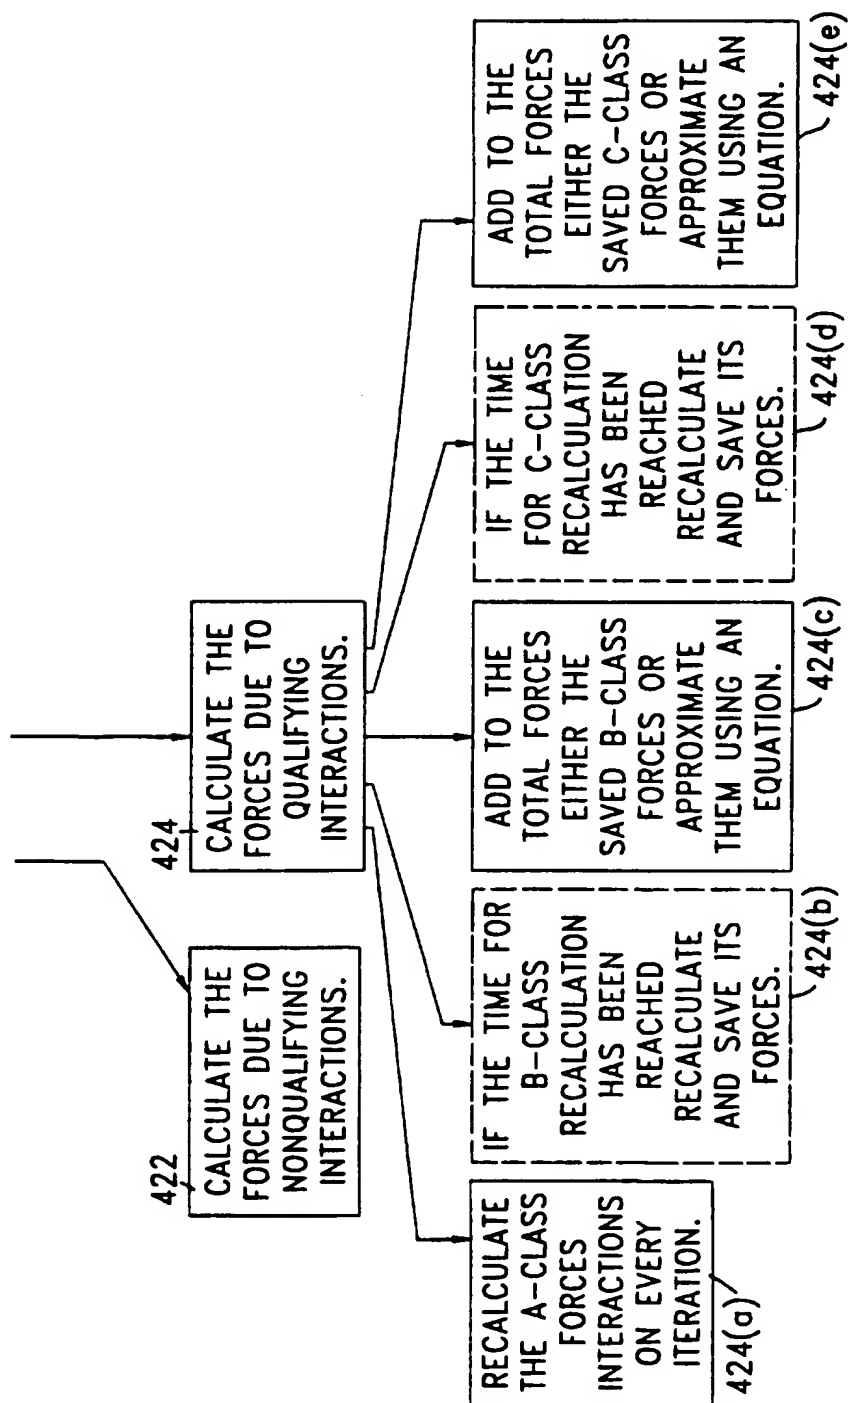 422
CALCULATE THE
FORCES DUE TO
NONQUALIFYING
INTERACTIONS.
424
CALCULATE THE
FORCES DUE TO
QUALIFYING
INTERACTIONS.
RECALCULATE
THE A-CLASS
FORCES
INTERACTIONS
ON EVERY
ITERATION.
424(a)
IF THE TIME FOR
B-CLASS
RECALCULATION
HAS BEEN
REACHED
RECALCULATE
AND SAVE ITS
FORCES.
424(b)
ADD TO THE
TOTAL FORCES
EITHER THE
SAVED B-CLASS
FORCES OR
APPROXIMATE
THEM USING AN
EQUATION.
424(c)
IF THE TIME
FOR C-CLASS
RECALCULATION
HAS BEEN
REACHED
RECALCULATE
AND SAVE ITS
FORCES.
424(d)
ADD TO THE
TOTAL FORCES
EITHER THE
SAVED C-CLASS
FORCES OR
APPROXIMATE
THEM USING AN
EQUATION.
424(e)